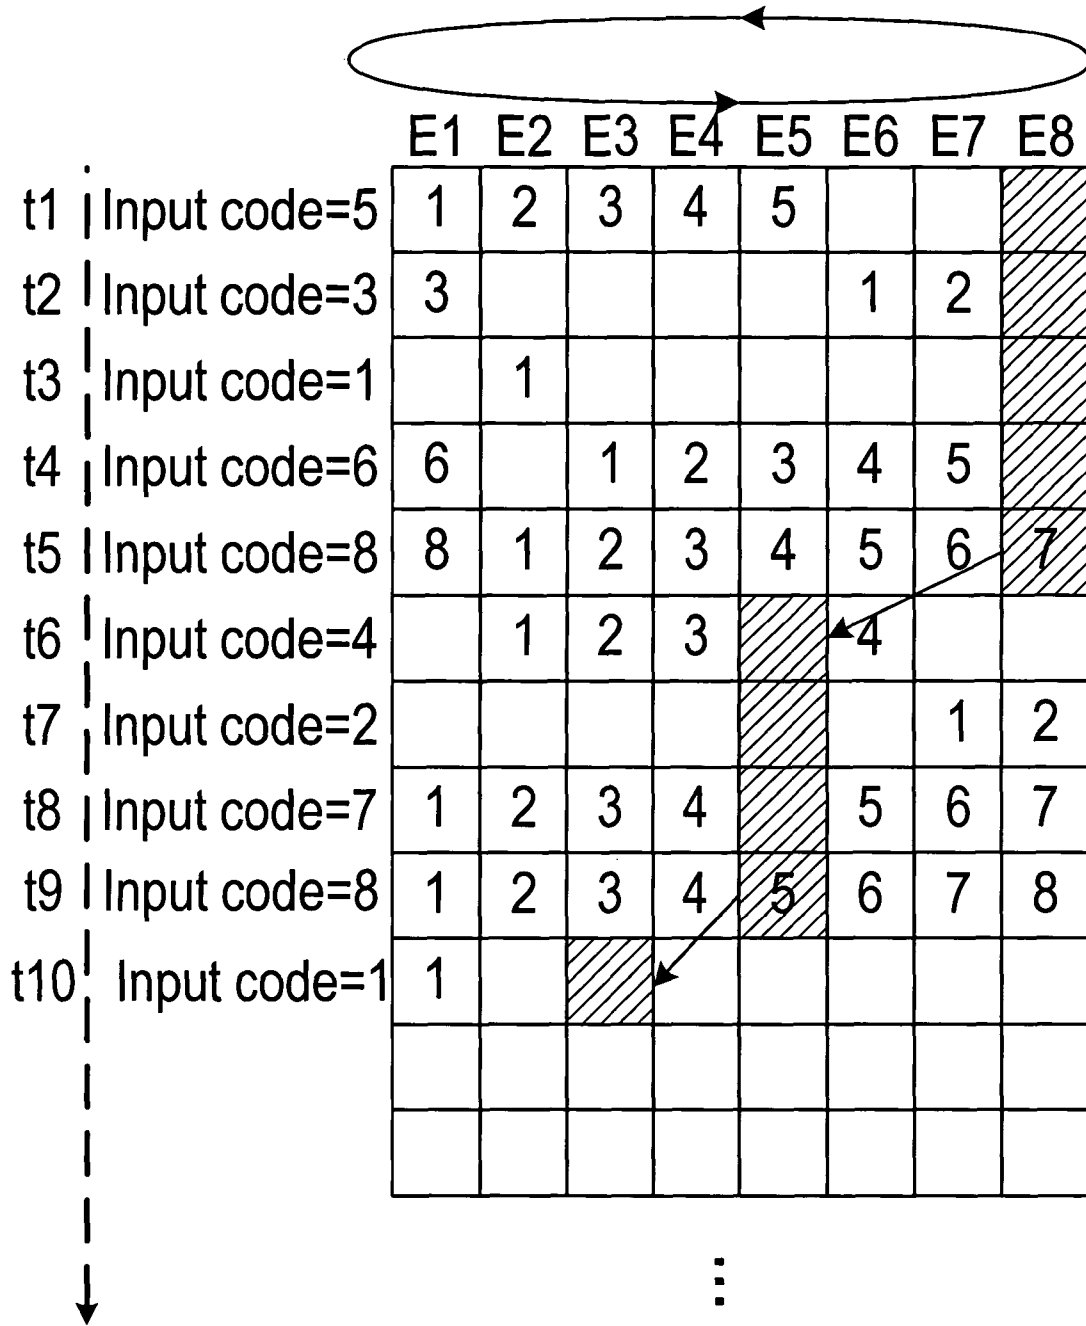 E1 E2 E3 E4 E5 E6 E7 E8
t1 Input code=5 1 2 3 4 5
t2 Input code=3 3 1 2
t3 Input code=1 1
t4 Input code=6 6 1 2 3 4 5
t5 Input code=8 8 1 2 3 4 5 6 7
t6 Input code=4 1 2 3 4
t7 Input code=2 1 2
t8 Input code=7 1 2 3 4 5 6 7
t9 Input code=8 1 2 3 4 5 6 7 8
t10 Input code=1 1